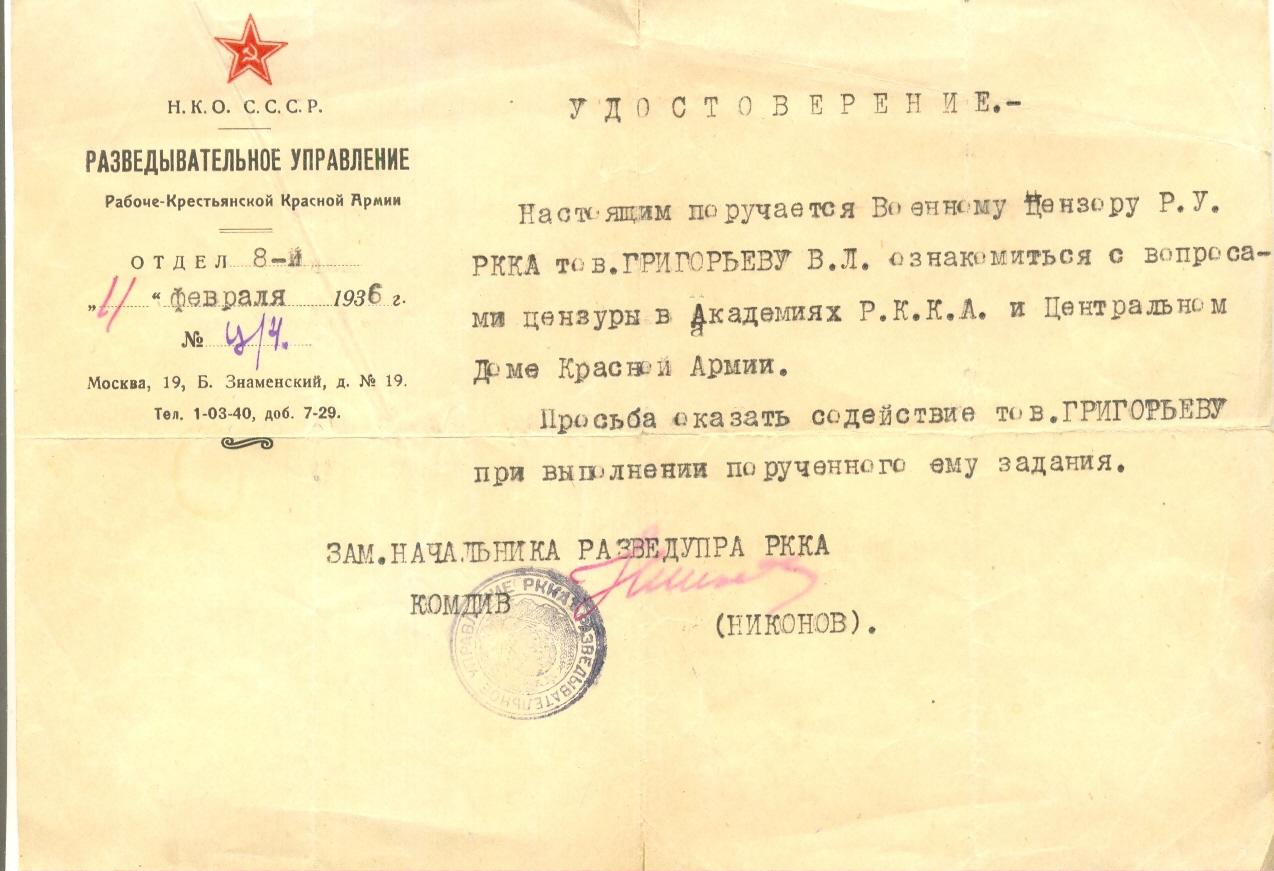 Н.К.О. С.С.С.Р.
РАЗВЕДЫВАТЕЛЬНОЕ УПРАВЛЕНИЕ
Рабоче-Крестьянской Красной Армии
ОТДЕЛ 8-й
„11“ февраля 1936 г.
№
Москва, 19, Б. Знаменский, д. № 19.
Тел. 1-03-40, доб. 7-29.
УДОСТОВЕРЕНИЕ.-
Настоящим поручается Военному Цензору Р.У.
РККА тов.ГРИГОРЬЕВУ В.Л. ознакомиться с вопроса-
ми цензуры в Академиях Р.К.К.А. и Центральном
Доме Красной Армии.
Просьба оказать содействие тов.ГРИГОРЬЕВУ
при выполнении порученного ему задания.
ЗАМ.НАЧАЛЬНИКА РАЗВЕДУПРА РККА
КОМДИВ
(НИКОНОВ).
РАЗВЕДЫВАТЕЛЬНОЕ УПРАВЛЕНИЕ РККА